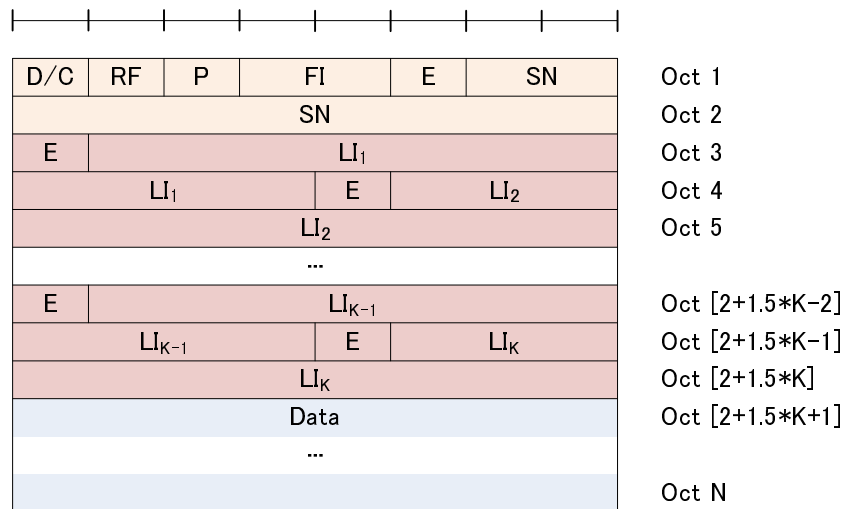 D/C RF P FI E SN Oct 1
SN Oct 2
E LI₁ Oct 3
LI₁ E LI₂ Oct 4
LI₂ Oct 5
...
E LIK-1 Oct [2+1.5*K-2]
LIK-1 E LIK Oct [2+1.5*K-1]
LIK Oct [2+1.5*K]
Data Oct [2+1.5*K+1]
...
Oct N